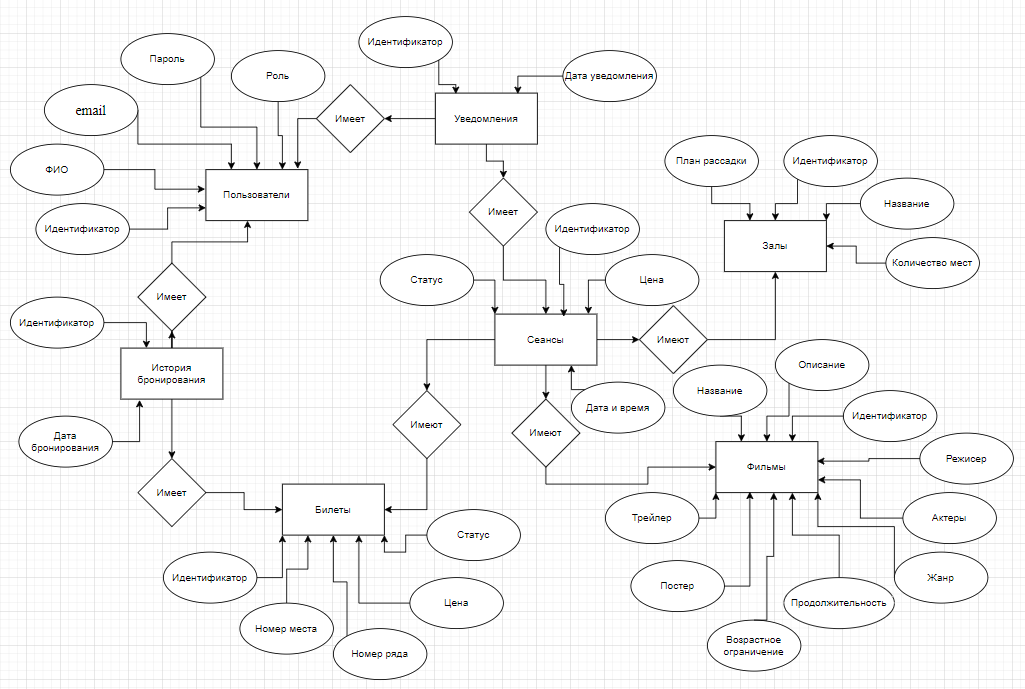 Идентификатор
Дата уведомления
Уведомления
Имеет
Имеет
Пароль
Роль
email
ФИО
Идентификатор
Пользователи
Имеет
Идентификатор
История
бронирования
Дата
бронирования
Имеет
План рассадки
Идентификатор
Название
Количество мест
Залы
Идентификатор
Статус
Цена
Сеансы
Имеют
Дата и время
Имеют
Имеют
Описание
Название
Идентификатор
Режисер
Фильмы
Актеры
Трейлер
Жанр
Постер
Продолжительность
Возрастное
ограничение
Билеты
Статус
Идентификатор
Цена
Номер места
Номер ряда